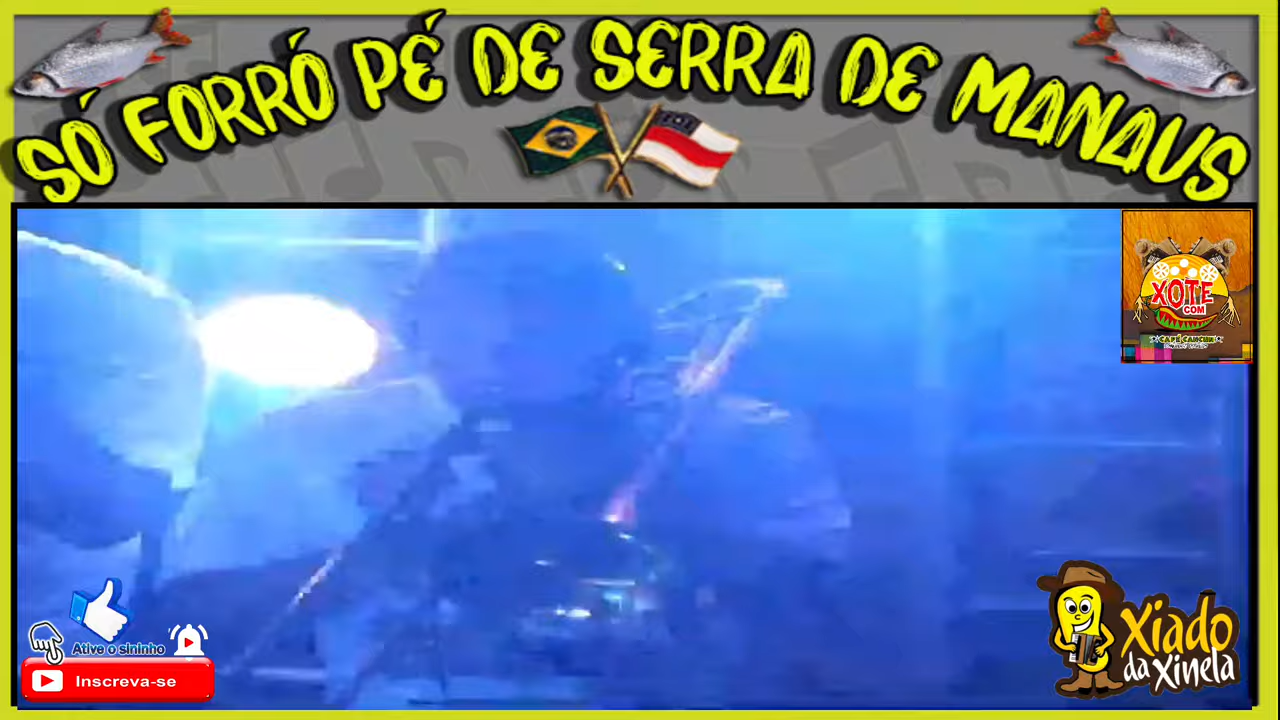 SÓ FORRÓ PÉ DE SERRA DE MANAUS
XOTE
COM
CAFÉ CANCUN
Ative o sininho
Inscreva-se
Xiado
da Xinela